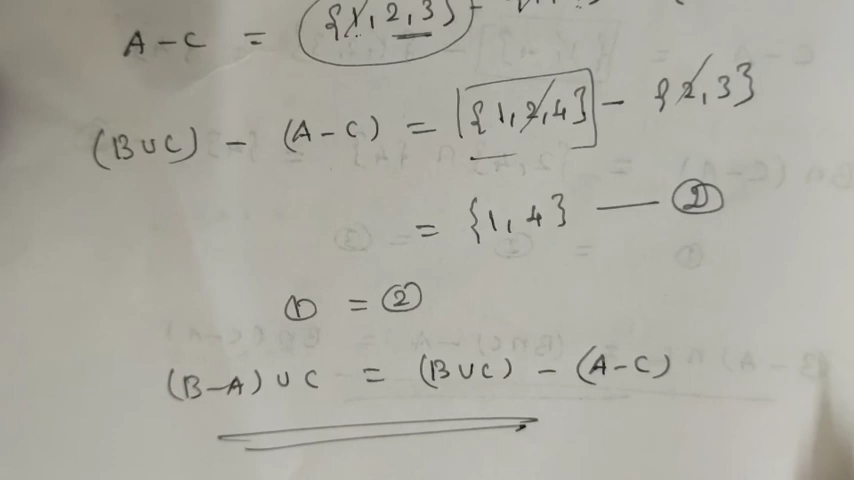 A - C = {1, 2, 3} -
(B ∪ C) - (A - C) = {1, 2, 4} - {2, 3}
= {1, 4} — ②
① = ②
(B - A) ∪ C = (B ∪ C) - (A - C)